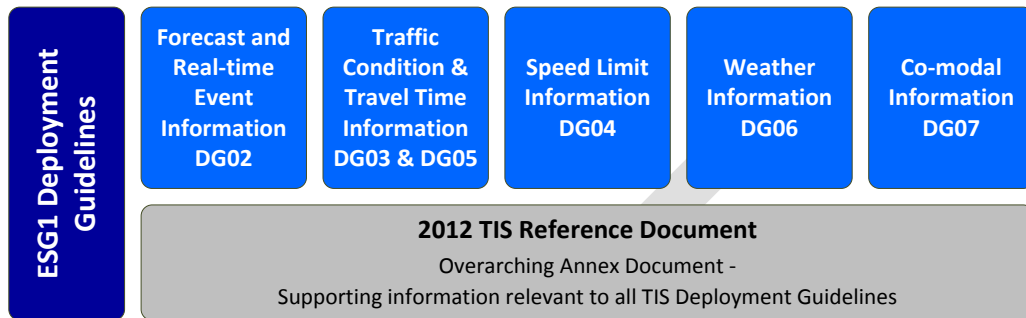 ESG1 Deployment
Guidelines
Forecast and
Real-time
Event
Information
DG02
Traffic
Condition &
Travel Time
Information
DG03 & DG05
Speed Limit
Information
DG04
Weather
Information
DG06
Co-modal
Information
DG07
2012 TIS Reference Document
Overarching Annex Document -
Supporting information relevant to all TIS Deployment Guidelines